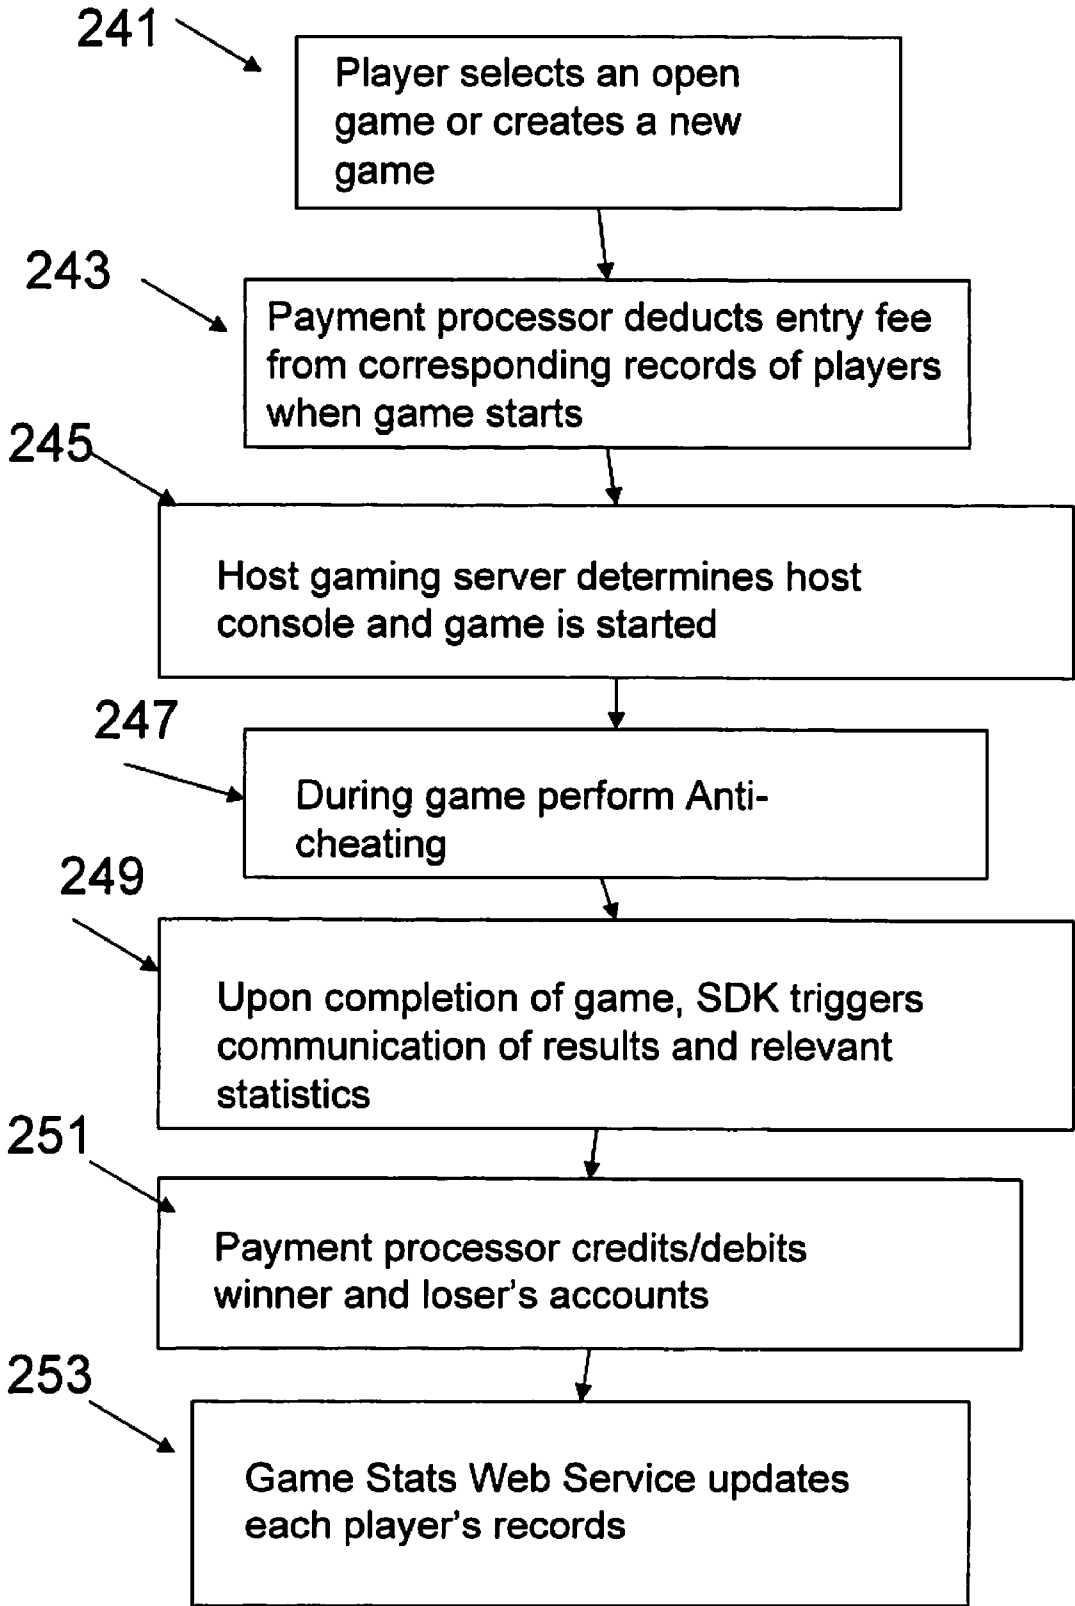 241
Player selects an open
game or creates a new
game
243
Payment processor deducts entry fee
from corresponding records of players
when game starts
245
Host gaming server determines host
console and game is started
247
During game perform Anti-
cheating
249
Upon completion of game, SDK triggers
communication of results and relevant
statistics
251
Payment processor credits/debits
winner and loser's accounts
253
Game Stats Web Service updates
each player's records